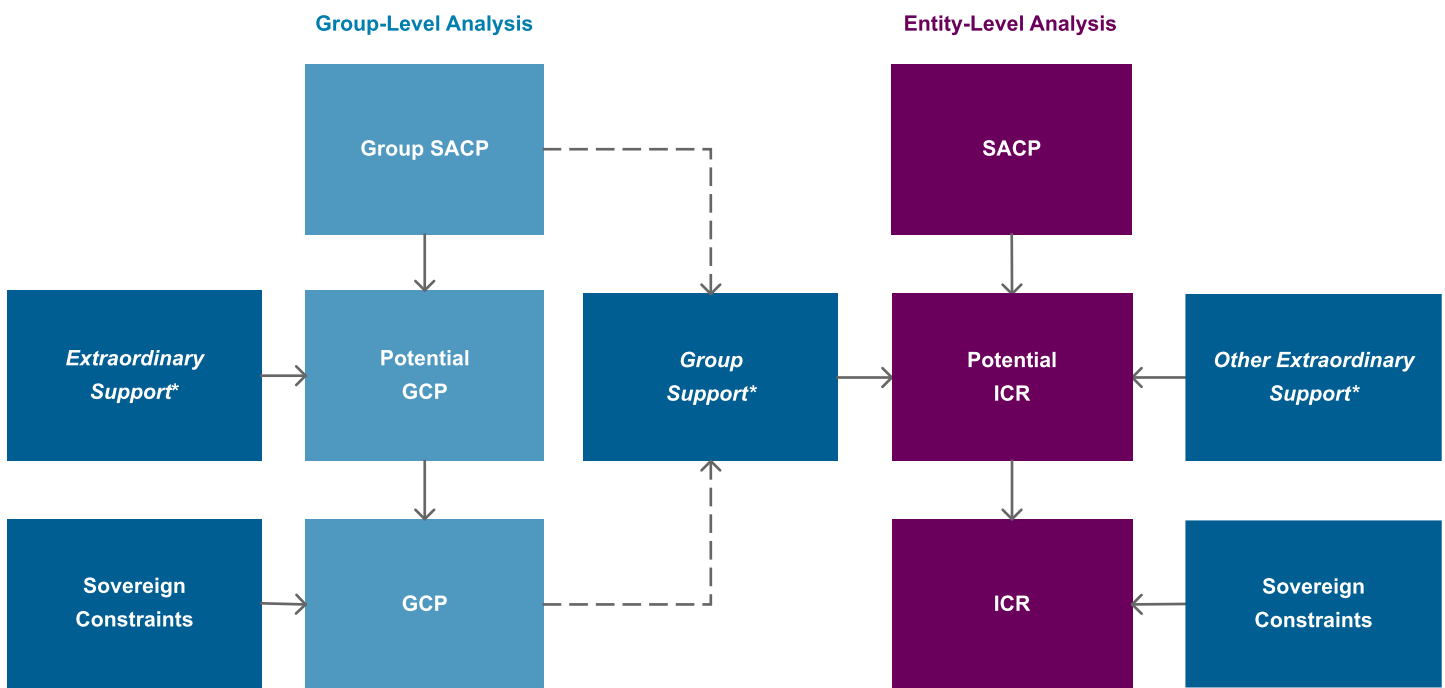 Group-Level Analysis
Entity-Level Analysis
Group SACP
SACP
Extraordinary
Support*
Potential
GCP
Group
Support*
Potential
ICR
Other Extraordinary
Support*
Sovereign
Constraints
GCP
ICR
Sovereign
Constraints